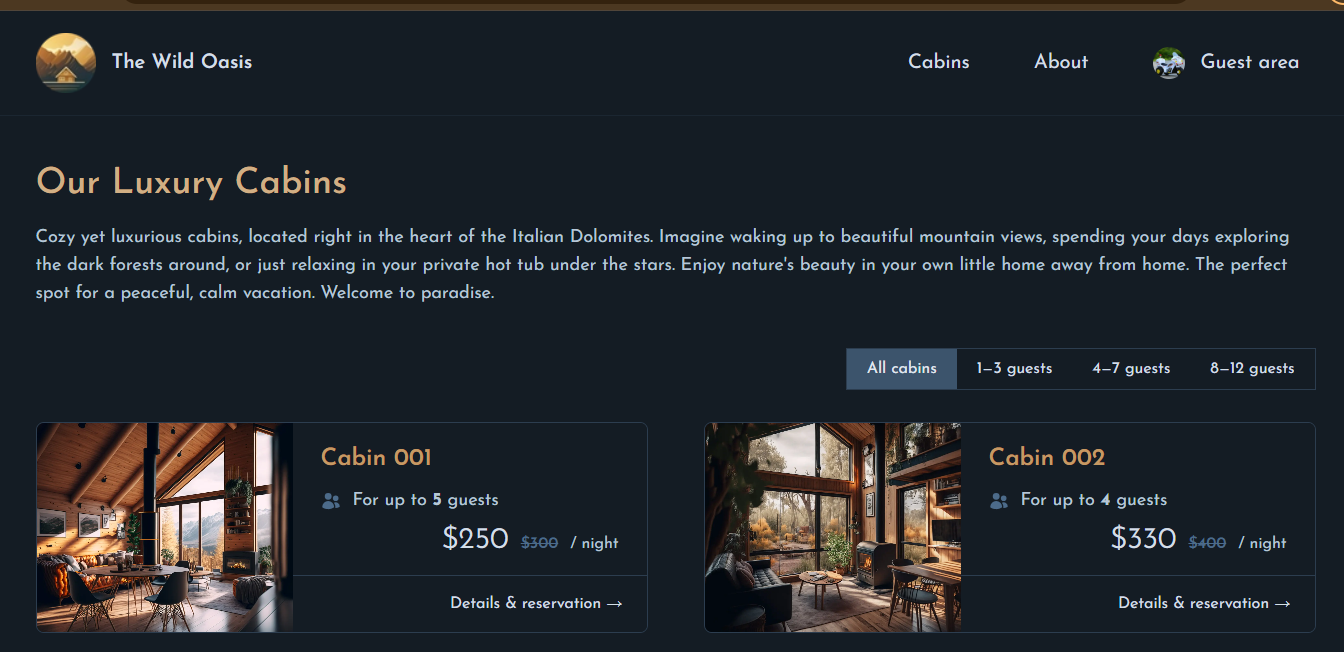 The Wild Oasis
Cabins
About
Guest area
Our Luxury Cabins
Cozy yet luxurious cabins, located right in the heart of the Italian Dolomites. Imagine waking up to beautiful mountain views, spending your days exploring
the dark forests around, or just relaxing in your private hot tub under the stars. Enjoy nature's beauty in your own little home away from home. The perfect
spot for a peaceful, calm vacation. Welcome to paradise.
All cabins
1–3 guests
4–7 guests
8–12 guests
Cabin 001
For up to 5 guests
$250 $300 / night
Details & reservation →
Cabin 002
For up to 4 guests
$330 $400 / night
Details & reservation →